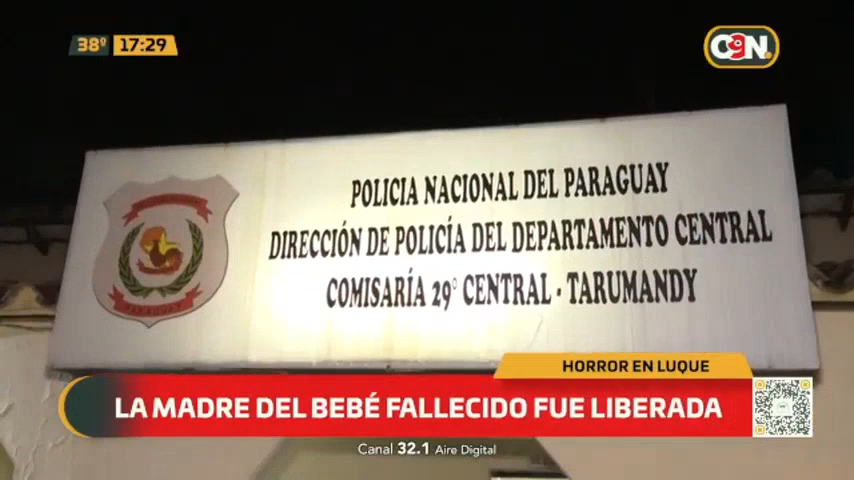 38º 17:29
C9N.
POLICIA NACIONAL DEL PARAGUAY
DIRECCIÓN DE POLICÍA DEL DEPARTAMENTO CENTRAL
COMISARÍA 29º CENTRAL - TARUMANDY
PARAGUAY
HORROR EN LUQUE
LA MADRE DEL BEBÉ FALLECIDO FUE LIBERADA
Canal 32.1 Aire Digital